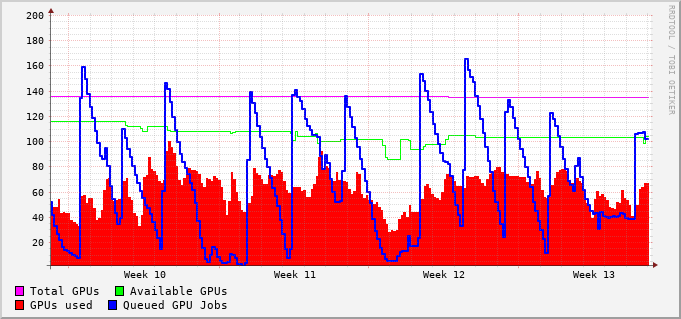 200
180
160
140
120
100
80
60
40
20
Week 10 Week 11 Week 12 Week 13
Total GPUs Available GPUs
GPUs used Queued GPU Jobs
RRDTOOL / TOBI OETIKER